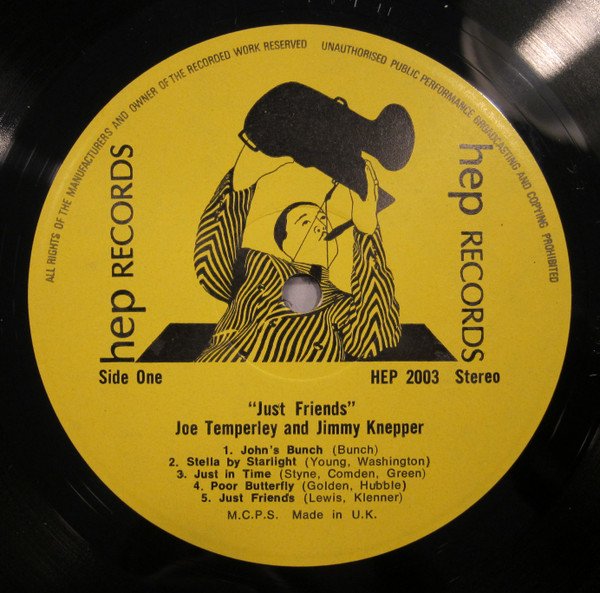 ALL RIGHTS OF THE MANUFACTURERS AND OWNER OF THE RECORDED WORK RESERVED UNAUTHORISED PUBLIC PERFORMANCE BROADCASTING AND COPYING PROHIBITED
hep RECORDS
hep RECORDS
Side One HEP 2003 Stereo
"Just Friends"
Joe Temperley and Jimmy Knepper
1. John's Bunch (Bunch)
2. Stella by Starlight (Young, Washington)
3. Just in Time (Styne, Comden, Green)
4. Poor Butterfly (Golden, Hubble)
5. Just Friends (Lewis, Klenner)
M.C.P.S. Made in U.K.